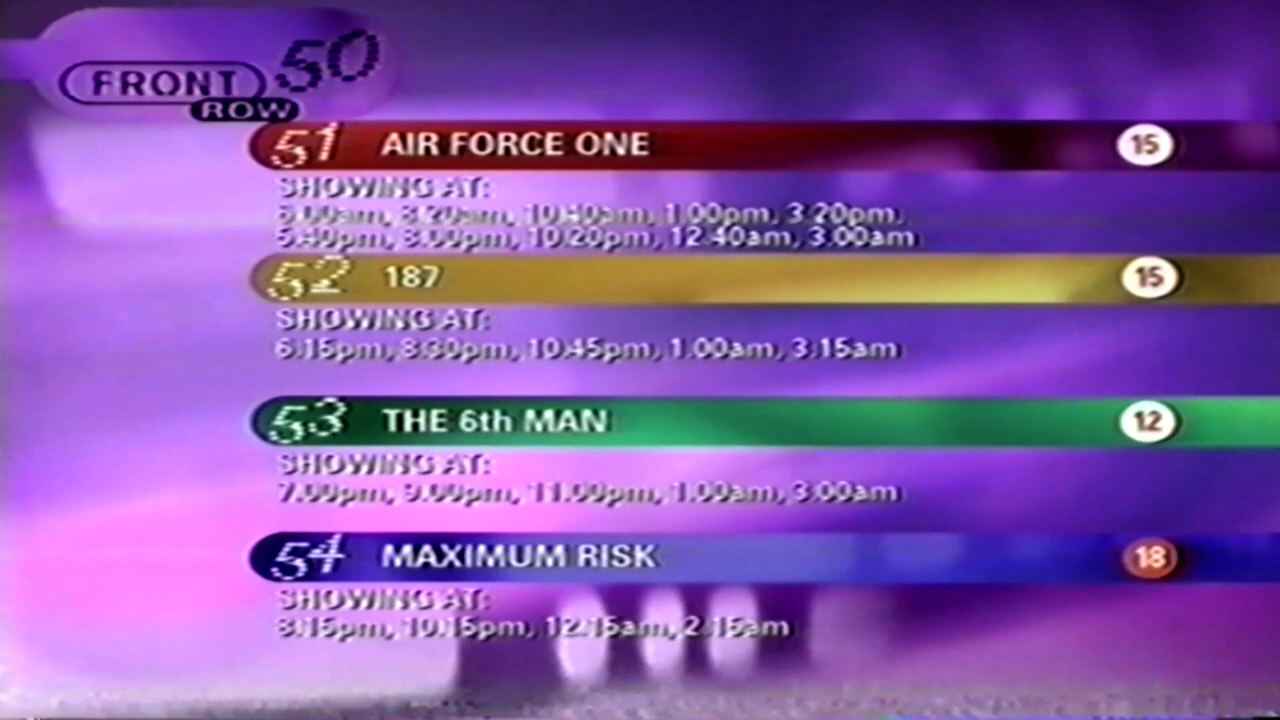 FRONT ROW 50
51 AIR FORCE ONE 15
SHOWING AT:
6.00am, 8.20am, 10.40am, 1.00pm, 3.20pm,
5.40pm, 8.00pm, 10.20pm, 12.40am, 3.00am
52 187 15
SHOWING AT:
6.15pm, 8.30pm, 10.45pm, 1.00am, 3.15am
53 THE 6th MAN 12
SHOWING AT:
7.00pm, 9.00pm, 11.00pm, 1.00am, 3.00am
54 MAXIMUM RISK 18
SHOWING AT:
8.15pm, 10.15pm, 12.15am, 2.15am